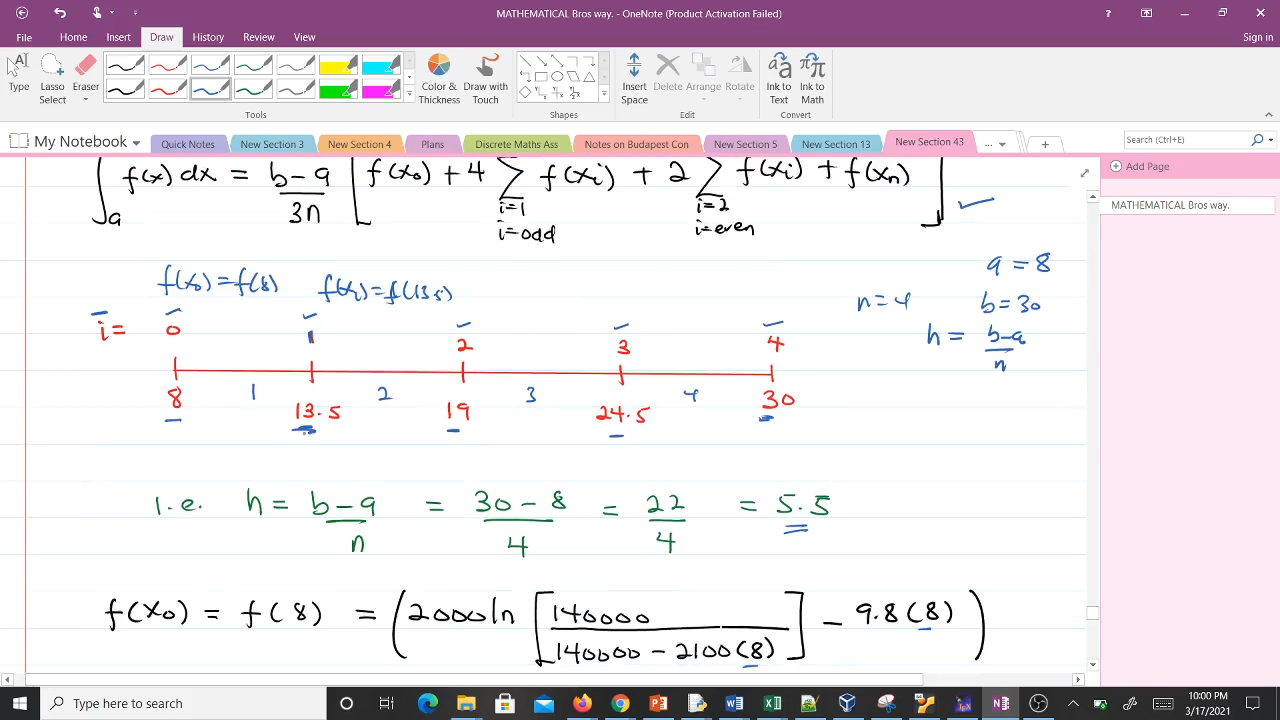 MATHEMATICAL Bros way. - OneNote (Product Activation Failed)
Sign in
File Home Insert Draw History Review View
Type Lasso Select Eraser Color & Thickness Draw with Touch Insert Space Arrange Rotate Ink to Text Ink to Math
Tools Shapes Edit Convert
My Notebook Quick Notes New Section 3 New Section 4 Plans Discrete Maths Ass Notes on Budapest Con New Section 5 New Section 13 New Section 43 ... Search (Ctrl+E)
Add Page
MATHEMATICAL Bros way.
∫a f(x) dx = b-a/3n [f(x0) + 4 ∑ i=1 i=odd f(xi) + 2 ∑ i=2 i=even f(xi) + f(xn)]
a = 8
f(x0) = f(8) f(xi) = f(13.5)
n = 4 b = 30
i = 0 1 2 3 4
h = b-a/n
1 2 3 4
8 13.5 19 24.5 30
I.e. h = b-a/n = 30-8/4 = 22/4 = 5.5
f(x0) = f(8) = (2000 ln [140000/140000 - 2100(8)] - 9.8(8))
Type here to search
10:00 PM
3/17/2021